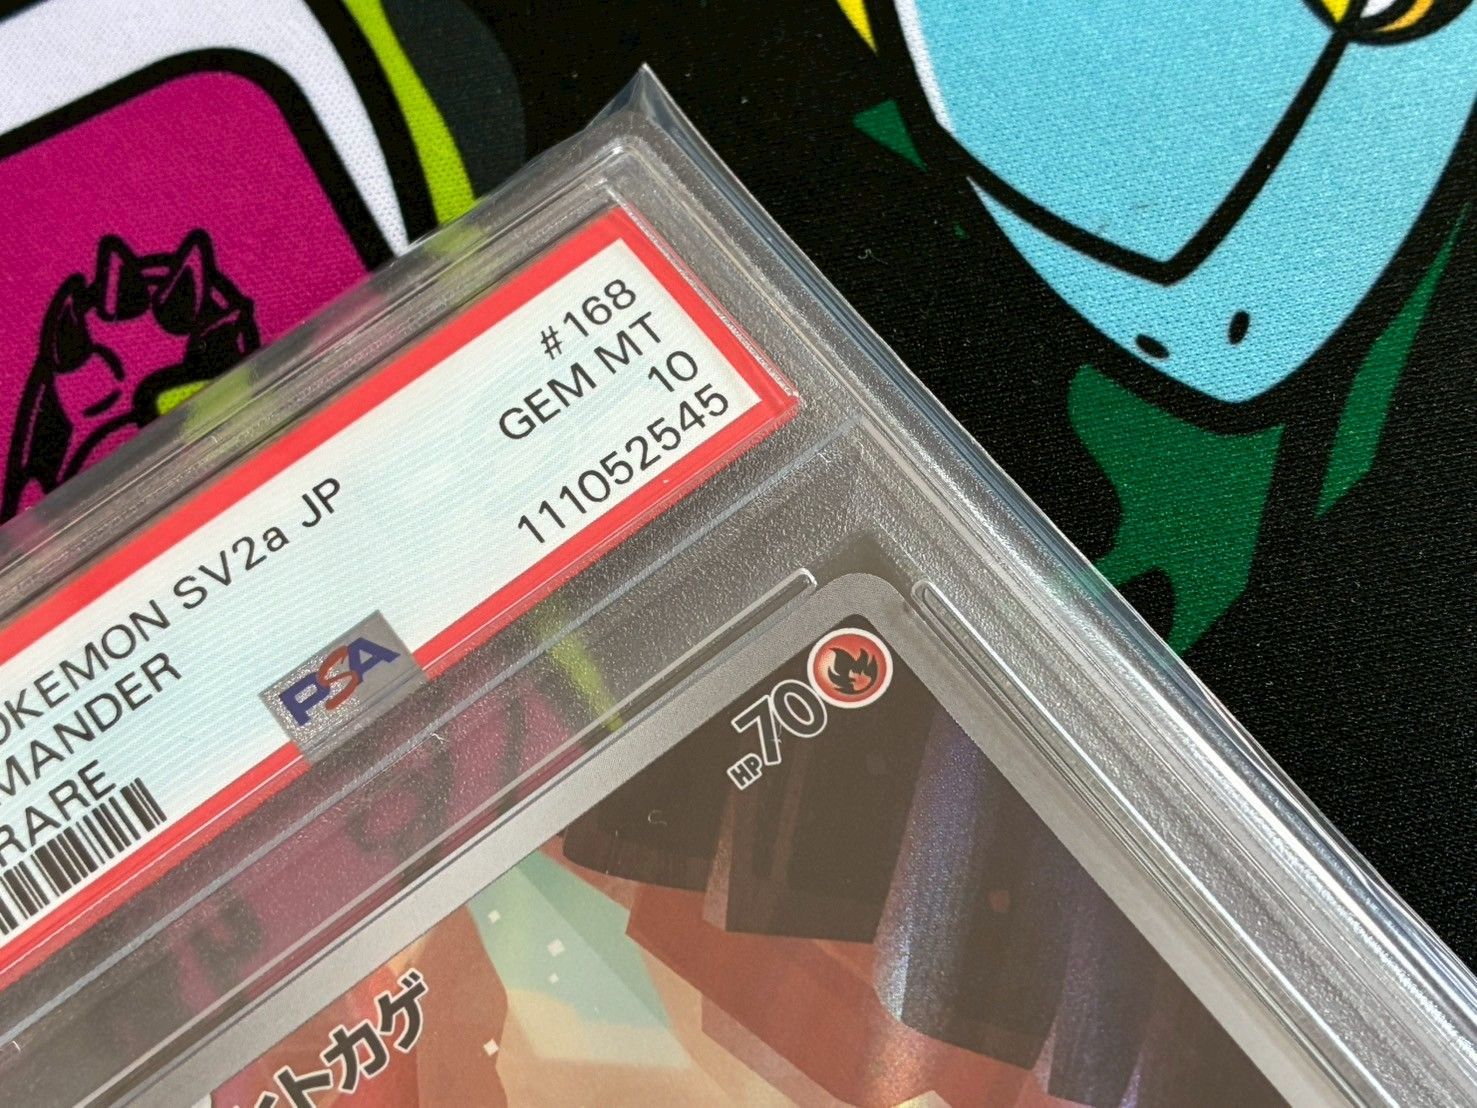 #168
GEM MT
10
111052545
OKEMON SV2a JP
MANDER
RARE
PSA
HP70
トカゲ